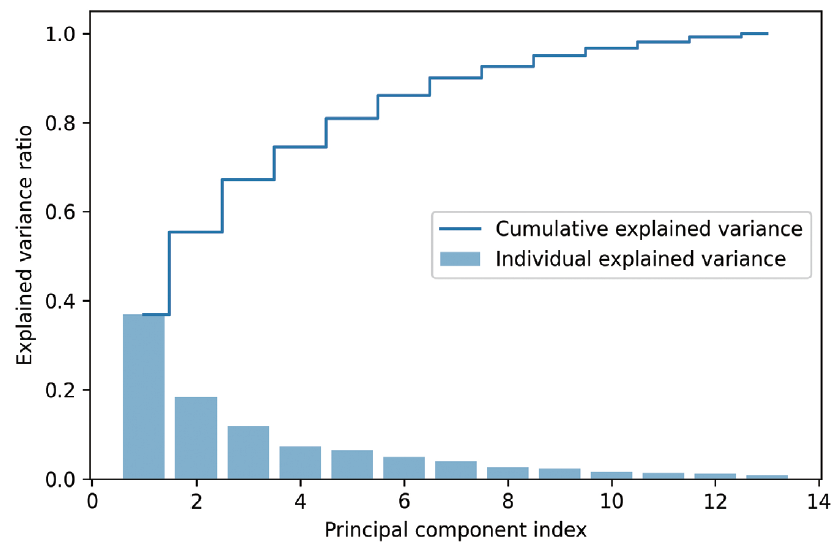 1.0
0.8
0.6
0.4
0.2
0.0
Explained variance ratio
Cumulative explained variance
Individual explained variance
0 2 4 6 8 10 12 14
Principal component index